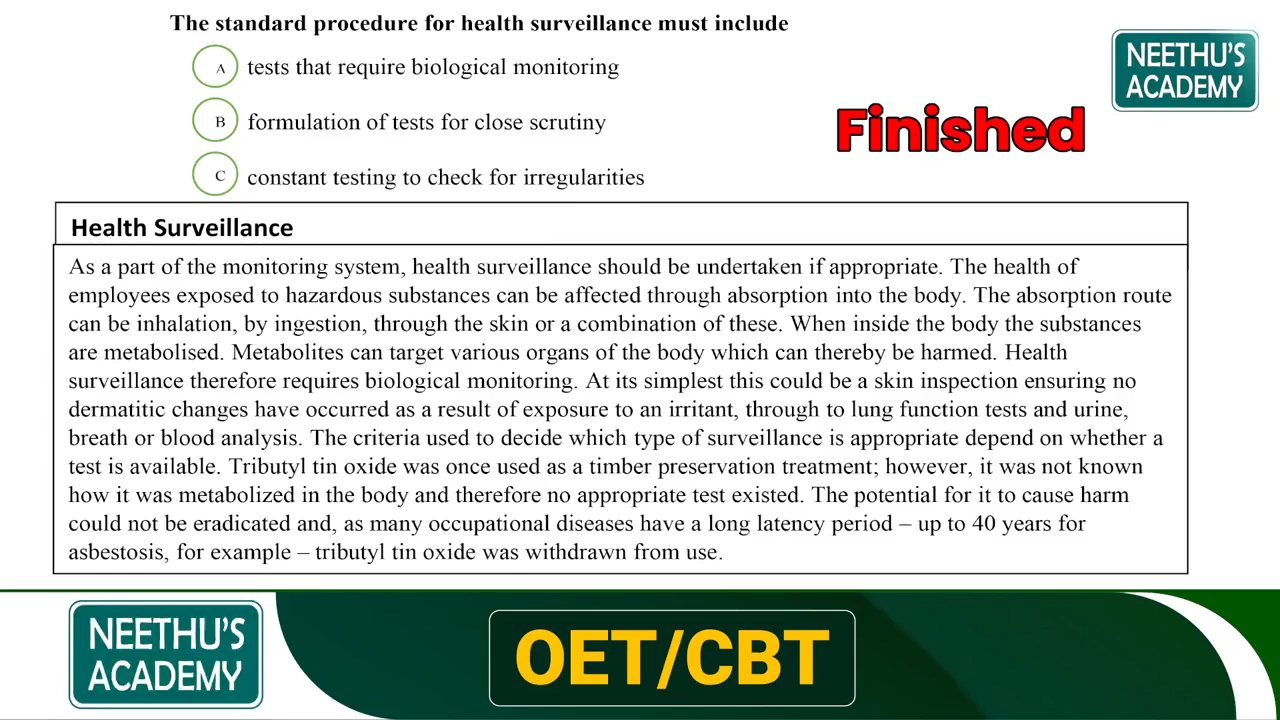 The standard procedure for health surveillance must include
A tests that require biological monitoring
B formulation of tests for close scrutiny
C constant testing to check for irregularities
NEETHU'S
ACADEMY
Finished
Health Surveillance
As a part of the monitoring system, health surveillance should be undertaken if appropriate. The health of
employees exposed to hazardous substances can be affected through absorption into the body. The absorption route
can be inhalation, by ingestion, through the skin or a combination of these. When inside the body the substances
are metabolised. Metabolites can target various organs of the body which can thereby be harmed. Health
surveillance therefore requires biological monitoring. At its simplest this could be a skin inspection ensuring no
dermatitic changes have occurred as a result of exposure to an irritant, through to lung function tests and urine,
breath or blood analysis. The criteria used to decide which type of surveillance is appropriate depend on whether a
test is available. Tributyl tin oxide was once used as a timber preservation treatment; however, it was not known
how it was metabolized in the body and therefore no appropriate test existed. The potential for it to cause harm
could not be eradicated and, as many occupational diseases have a long latency period – up to 40 years for
asbestosis, for example – tributyl tin oxide was withdrawn from use.
NEETHU'S
ACADEMY
OET/CBT